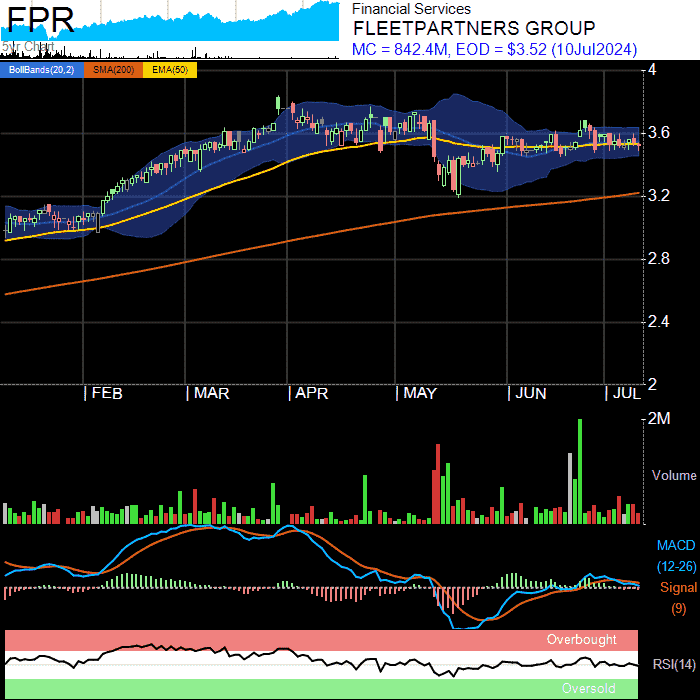 FPR
5yr Chart
Financial Services
FLEETPARTNERS GROUP
MC = 842.4M, EOD = $3.52 (10Jul2024)
BollBands(20,2) SMA(200) EMA(50)
4
3.6
3.2
2.8
2.4
2
FEB MAR APR MAY JUN JUL
2M
Volume
MACD
(12-26)
Signal
(9)
Overbought
RSI(14)
Oversold